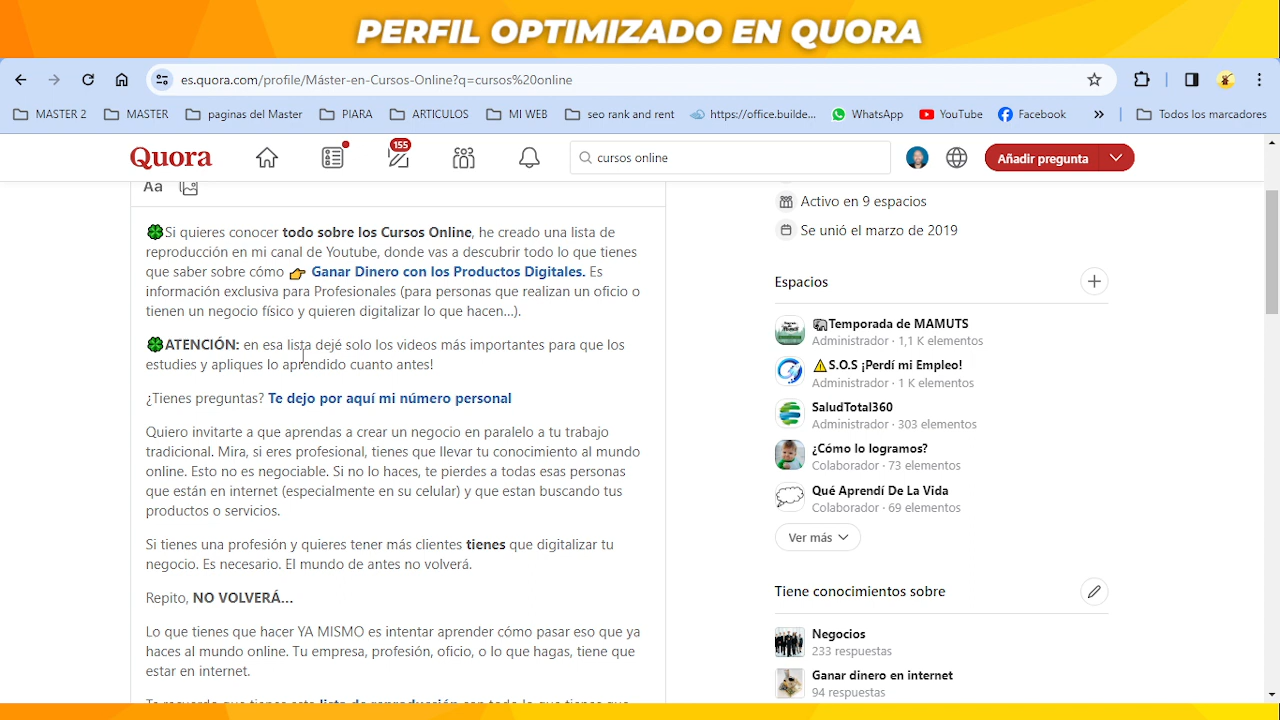 PERFIL OPTIMIZADO EN QUORA
es.quora.com/profile/Máster-en-Cursos-Online?q=cursos%20online
MASTER 2
MASTER
paginas del Master
PIARA
ARTICULOS
MI WEB
seo rank and rent
https://office.builde...
WhatsApp
YouTube
Facebook
»
Todos los marcadores
Quora
155
cursos online
Añadir pregunta
Aa
Si quieres conocer todo sobre los Cursos Online, he creado una lista de
reproducción en mi canal de Youtube, donde vas a descubrir todo lo que tienes
que saber sobre cómo 👉 Ganar Dinero con los Productos Digitales. Es
información exclusiva para Profesionales (para personas que realizan un oficio o
tienen un negocio físico y quieren digitalizar lo que hacen...).
ATENCIÓN: en esa lista dejé solo los videos más importantes para que los
estudies y apliques lo aprendido cuanto antes!
¿Tienes preguntas? Te dejo por aquí mi número personal
Quiero invitarte a que aprendas a crear un negocio en paralelo a tu trabajo
tradicional. Mira, si eres profesional, tienes que llevar tu conocimiento al mundo
online. Esto no es negociable. Si no lo haces, te pierdes a todas esas personas
que están en internet (especialmente en su celular) y que estan buscando tus
productos o servicios.
Si tienes una profesión y quieres tener más clientes tienes que digitalizar tu
negocio. Es necesario. El mundo de antes no volverá.
Repito, NO VOLVERÁ...
Lo que tienes que hacer YA MISMO es intentar aprender cómo pasar eso que ya
haces al mundo online. Tu empresa, profesión, oficio, o lo que hagas, tiene que
estar en internet.
Activo en 9 espacios
Se unió el marzo de 2019
Espacios
Temporada de MAMUTS
Administrador · 1,1 K elementos
S.O.S ¡Perdí mi Empleo!
Administrador · 1 K elementos
SaludTotal360
Administrador · 303 elementos
¿Cómo lo logramos?
Colaborador · 73 elementos
Qué Aprendí De La Vida
Colaborador · 69 elementos
Ver más
Tiene conocimientos sobre
Negocios
233 respuestas
Ganar dinero en internet
94 respuestas